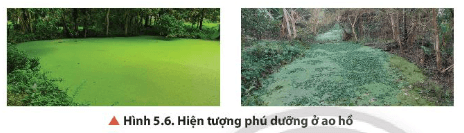 ▲ Hình 5.6. Hiện tượng phú dưỡng ở ao hồ